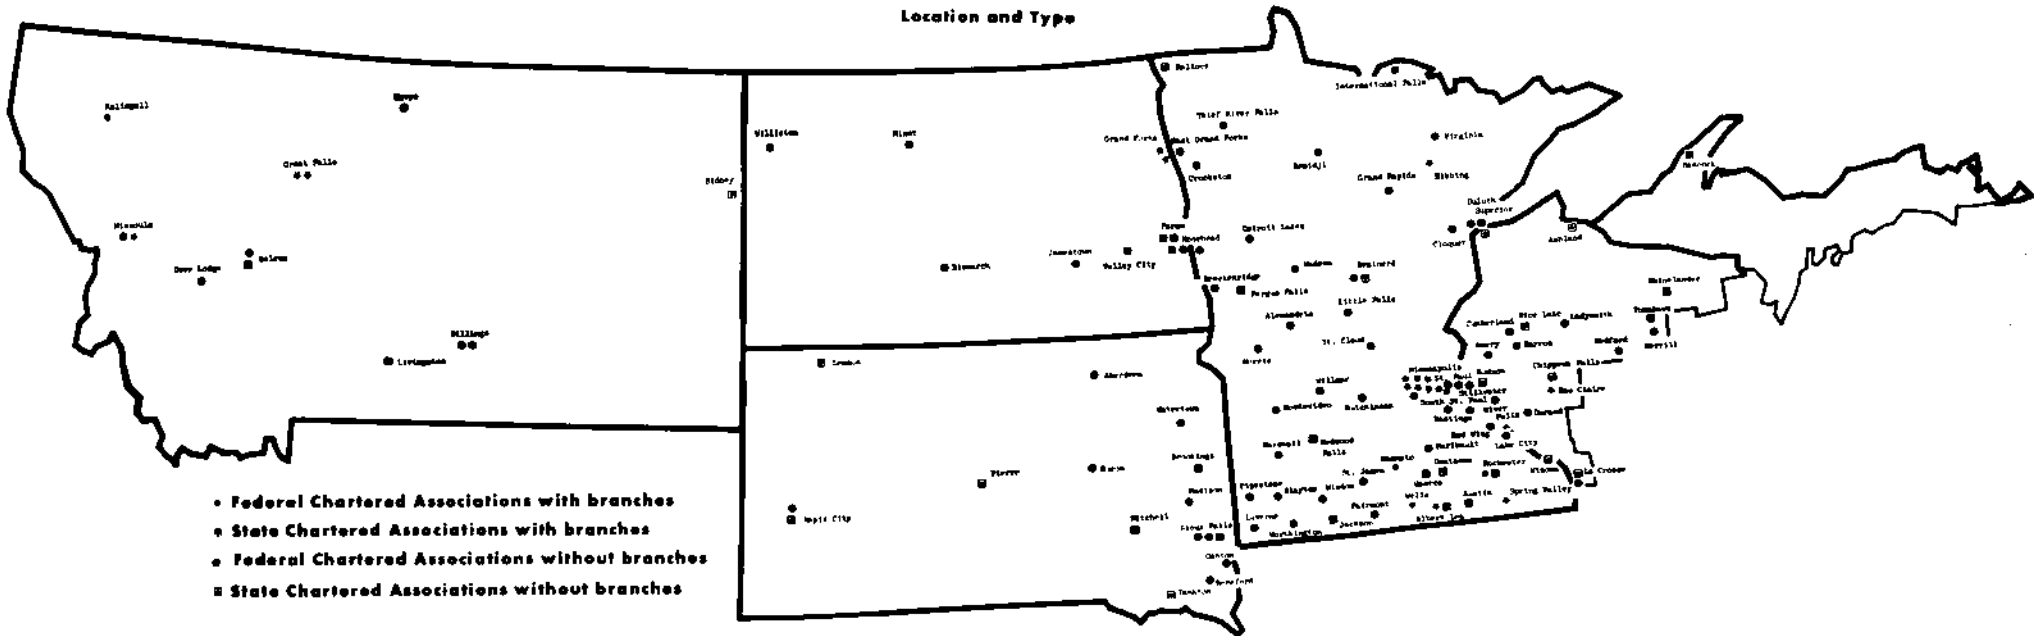 Location and Type
International Falls
Kalispell
Havre
Thief River Falls
Williston
Minot
Grand Forks
East Grand Forks
Virginia
Great Falls
Bemidji
Hancock
Crookston
Hibbing
Sidney
Grand Rapids
Duluth
Superior
Missoula
Fargo
Moorhead
Detroit Lakes
Cloquet
Ashland
Jamestown
Helena
Valley City
Deer Lodge
Bismarck
Brainerd
Breckenridge
Rhinelander
Fergus Falls
Little Falls
Alexandria
Rice Lake
Ladysmith
Cumberland
Tomahawk
Billings
St. Cloud
Barron
Medford
Merrill
Morris
Livingston
Lemmon
Chippewa Falls
Aberdeen
Minneapolis
St. Paul
Hudson
Willmar
Eau Claire
Stillwater
South St. Paul
Watertown
Montevideo
Hutchinson
Hastings
River
Falls
Durand
Red Wing
Lake City
Marshall
Redwood
Falls
Faribault
Brookings
Mankato
Pierre
Huron
St. James
Owatonna
Rochester
Winona
La Crosse
Waseca
Madison
Pipestone
Slayton
Windom
Wells
Austin
Spring Valley
• Federal Chartered Associations with branches
Fairmont
Albert Lea
Rapid City
Mitchell
Sioux Falls
Luverne
Jackson
• State Chartered Associations with branches
Worthington
• Federal Chartered Associations without branches
Canton
Beresford
■ State Chartered Associations without branches
Yankton